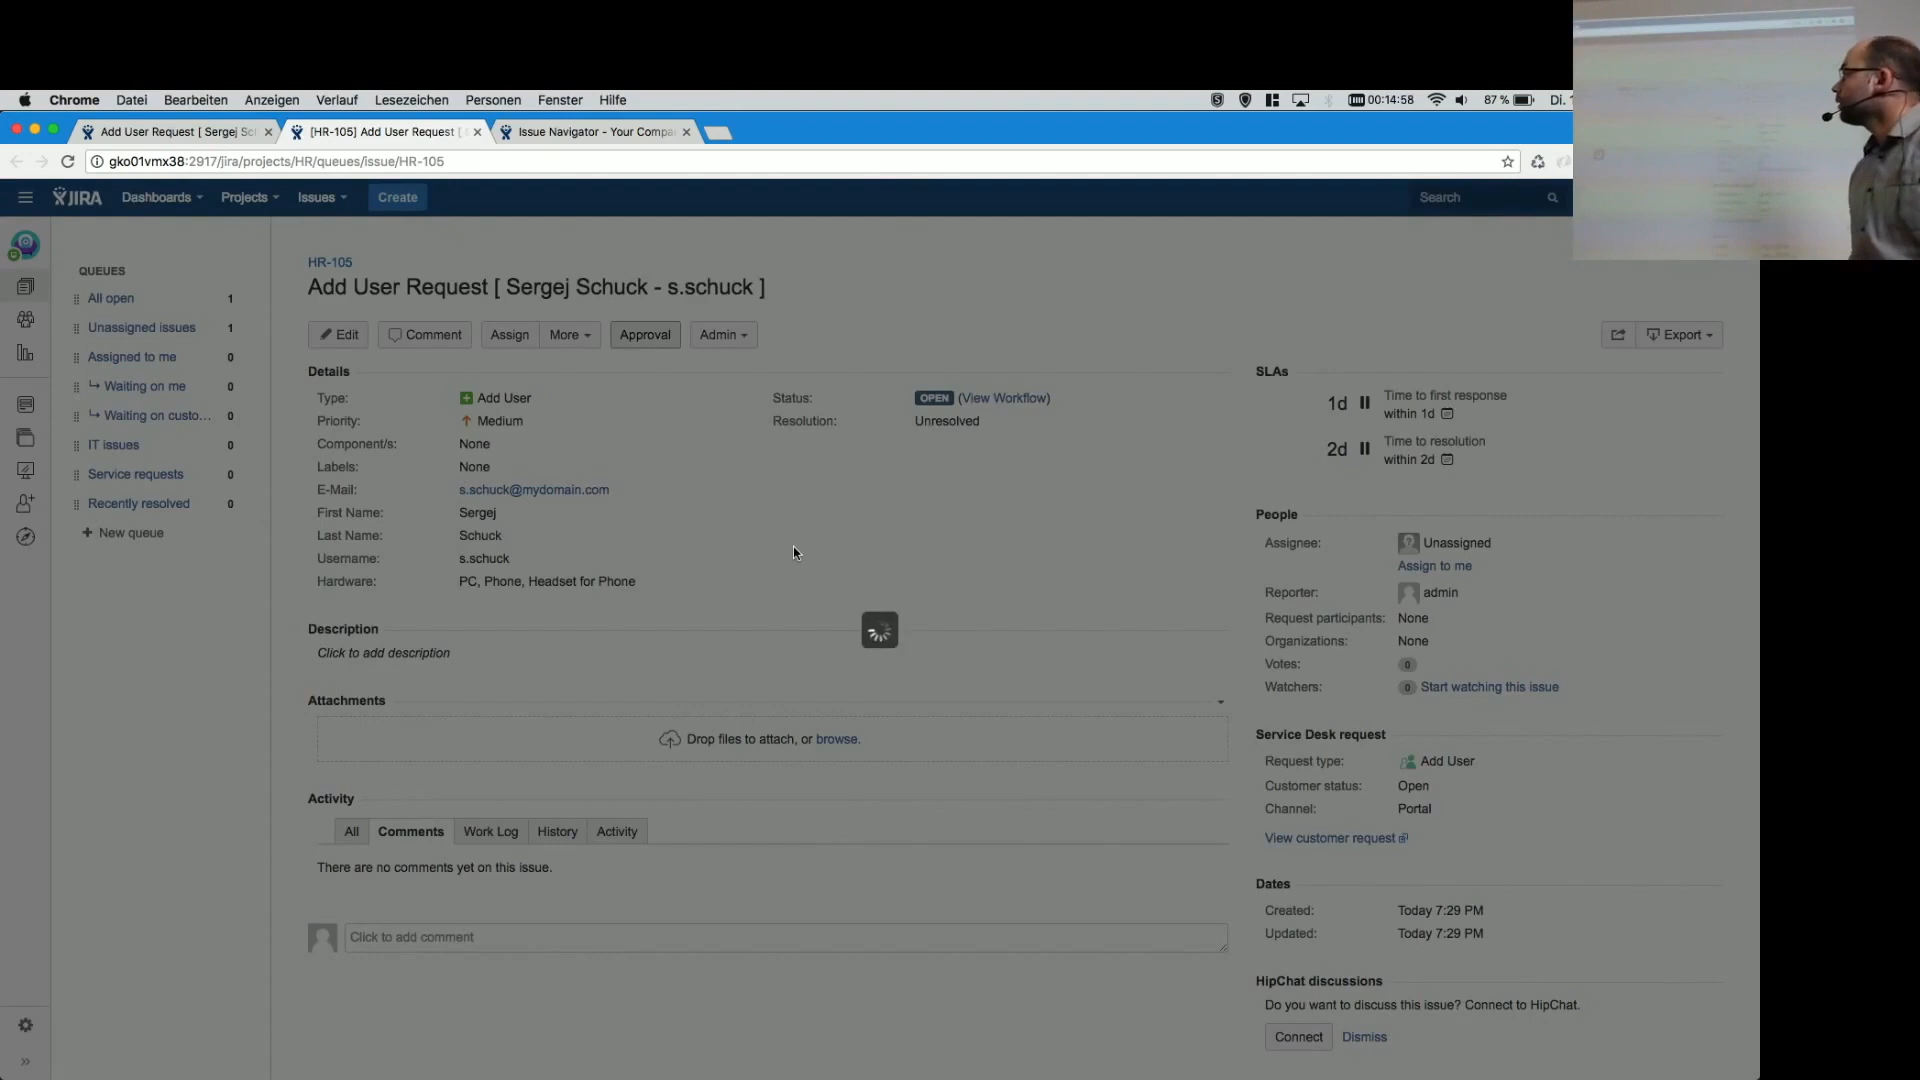 Chrome Datei Bearbeiten Anzeigen Verlauf Lesezeichen Personen Fenster Hilfe 00:14:58 87 % Di.
Add User Request [ Sergej Sc
[HR-105] Add User Request [
Issue Navigator - Your Compa
gko01vmx38:2917/jira/projects/HR/queues/issue/HR-105
JIRA Dashboards Projects Issues Create Search
QUEUES
All open 1
Unassigned issues 1
Assigned to me 0
Waiting on me 0
Waiting on custo... 0
IT issues 0
Service requests 0
Recently resolved 0
+ New queue
HR-105
Add User Request [ Sergej Schuck - s.schuck ]
Edit Comment Assign More Approval Admin Export
Details
Type: Add User
Priority: Medium
Component/s: None
Labels: None
E-Mail: s.schuck@mydomain.com
First Name: Sergej
Last Name: Schuck
Username: s.schuck
Hardware: PC, Phone, Headset for Phone
Status: OPEN (View Workflow)
Resolution: Unresolved
Description
Click to add description
Attachments
Drop files to attach, or browse.
Activity
All Comments Work Log History Activity
There are no comments yet on this issue.
Click to add comment
SLAs
1d Time to first response
within 1d
2d Time to resolution
within 2d
People
Assignee: Unassigned
Assign to me
Reporter: admin
Request participants: None
Organizations: None
Votes: 0
Watchers: 0 Start watching this issue
Service Desk request
Request type: Add User
Customer status: Open
Channel: Portal
View customer request
Dates
Created: Today 7:29 PM
Updated: Today 7:29 PM
HipChat discussions
Do you want to discuss this issue? Connect to HipChat.
Connect Dismiss